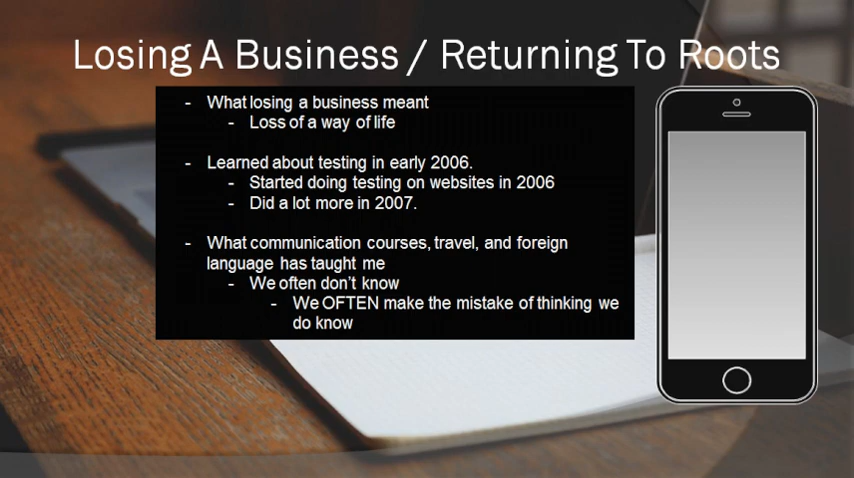 Losing A Business / Returning To Roots
- What losing a business meant
- Loss of a way of life
- Learned about testing in early 2006.
- Started doing testing on websites in 2006
- Did a lot more in 2007.
- What communication courses, travel, and foreign
language has taught me
- We often don't know
- We OFTEN make the mistake of thinking we
do know